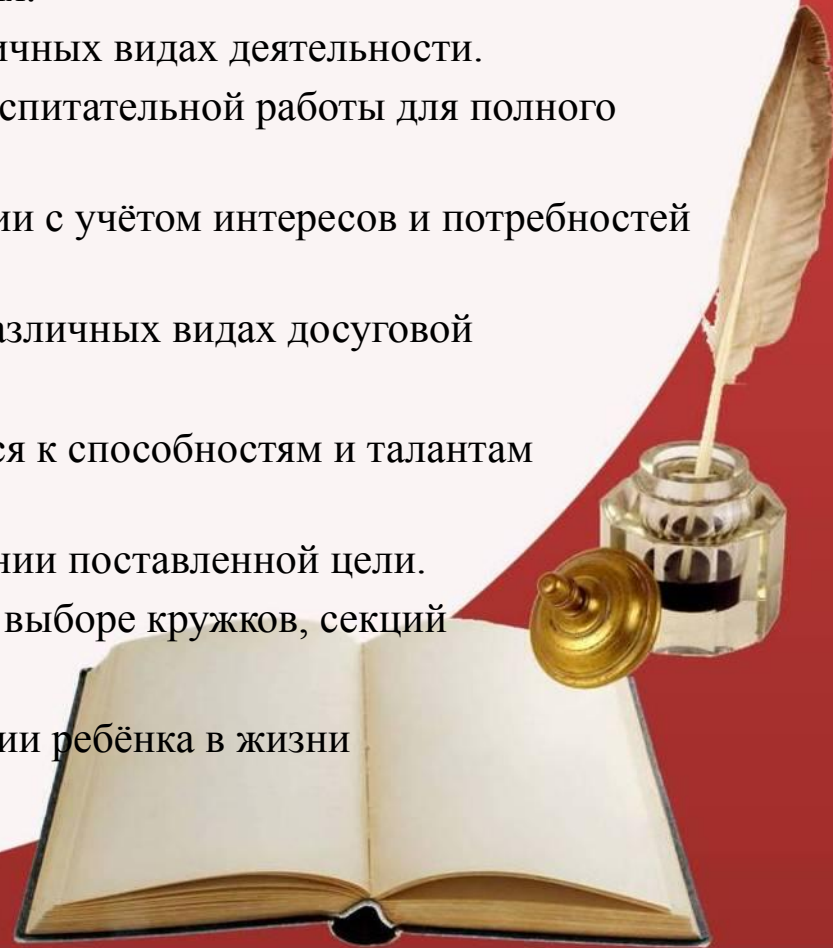 ичных видах деятельности.
спитательной работы для полного
ии с учётом интересов и потребностей
азличных видах досуговой
ся к способностям и талантам
нии поставленной цели.
выборе кружков, секций
ии ребёнка в жизни